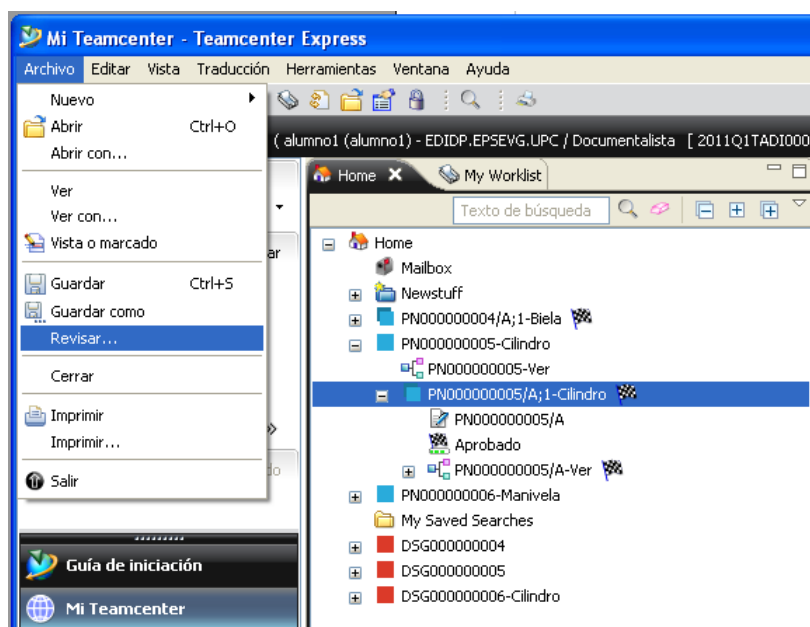 Mi Teamcenter - Teamcenter Express
Archivo Editar Vista Traducción Herramientas Ventana Ayuda
( alumno1 (alumno1) - EDIDP.EPSEVG.UPC / Documentalista [ 2011Q1TADI000
Nuevo
Abrir Ctrl+O
Abrir con...
Ver
Ver con...
Vista o marcado
Guardar Ctrl+S
Guardar como
Revisar...
Cerrar
Imprimir
Imprimir...
Salir
ar
Guía de iniciación
Mi Teamcenter
Home My Worklist
Texto de búsqueda
Home
Mailbox
Newstuff
PN000000004/A;1-Biela
PN000000005-Cilindro
PN000000005-Ver
PN000000005/A;1-Cilindro
PN000000005/A
Aprobado
PN000000005/A-Ver
PN000000006-Manivela
My Saved Searches
DSG000000004
DSG000000005
DSG000000006-Cilindro